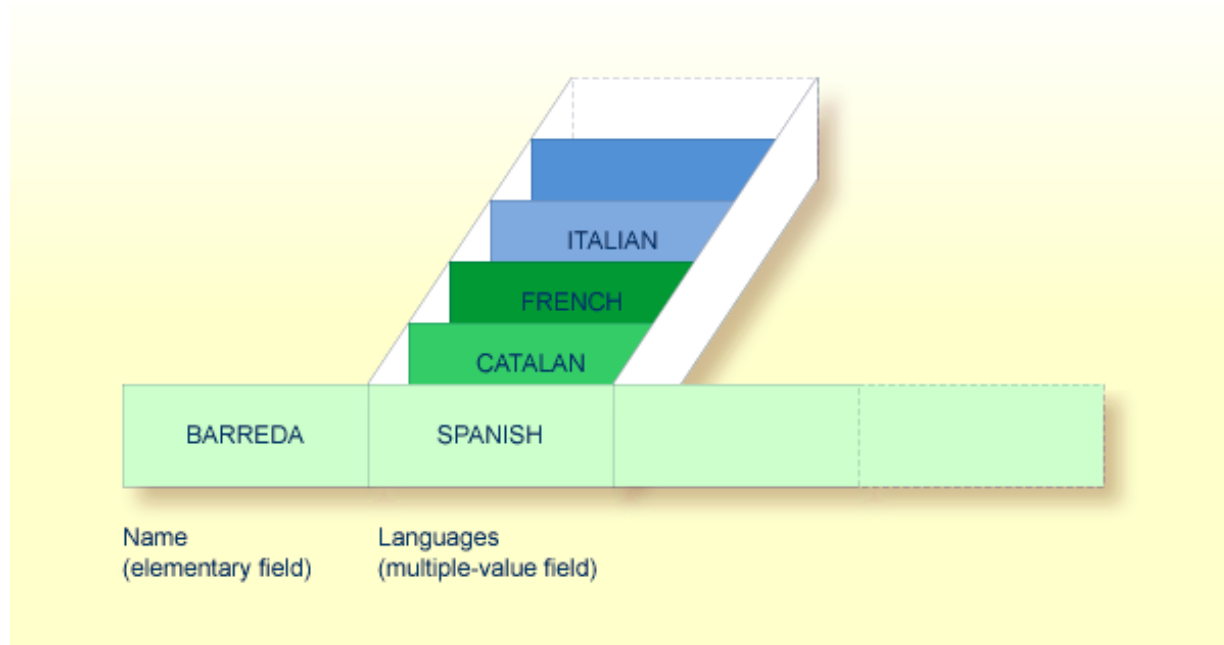 ITALIAN
FRENCH
CATALAN
BARREDA SPANISH
Name Languages
(elementary field) (multiple-value field)